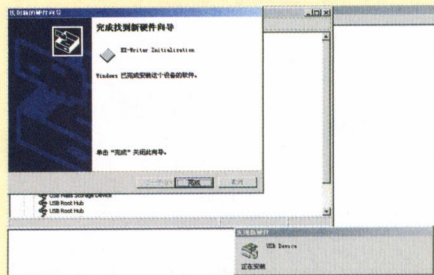 找到新的硬件向导
完成找到新硬件向导
EZ-Writer Initialization
Windows 已完成安装这个设备的软件。
单击“完成”关闭此向导。
完成
取消
USB Mass Storage Device
USB Root Hub
USB Root Hub
找到新硬件
USB Device
正在安装